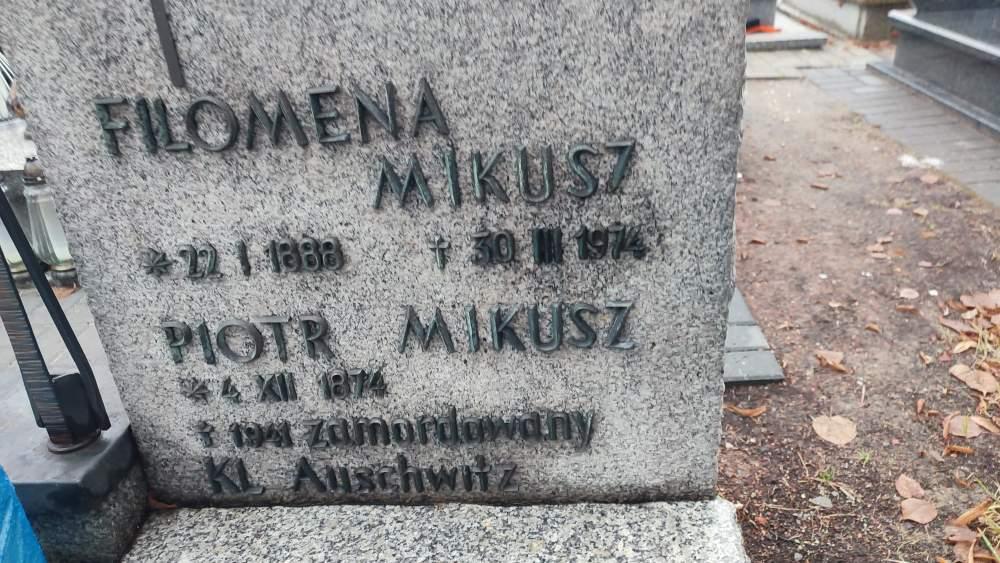 FILOMENA
MIKUSZ
* 22 I 1888 † 30 III 1974
PIOTR MIKUSZ
* 4 XII 1874
† 1941 zamordowany
KL Auschwitz